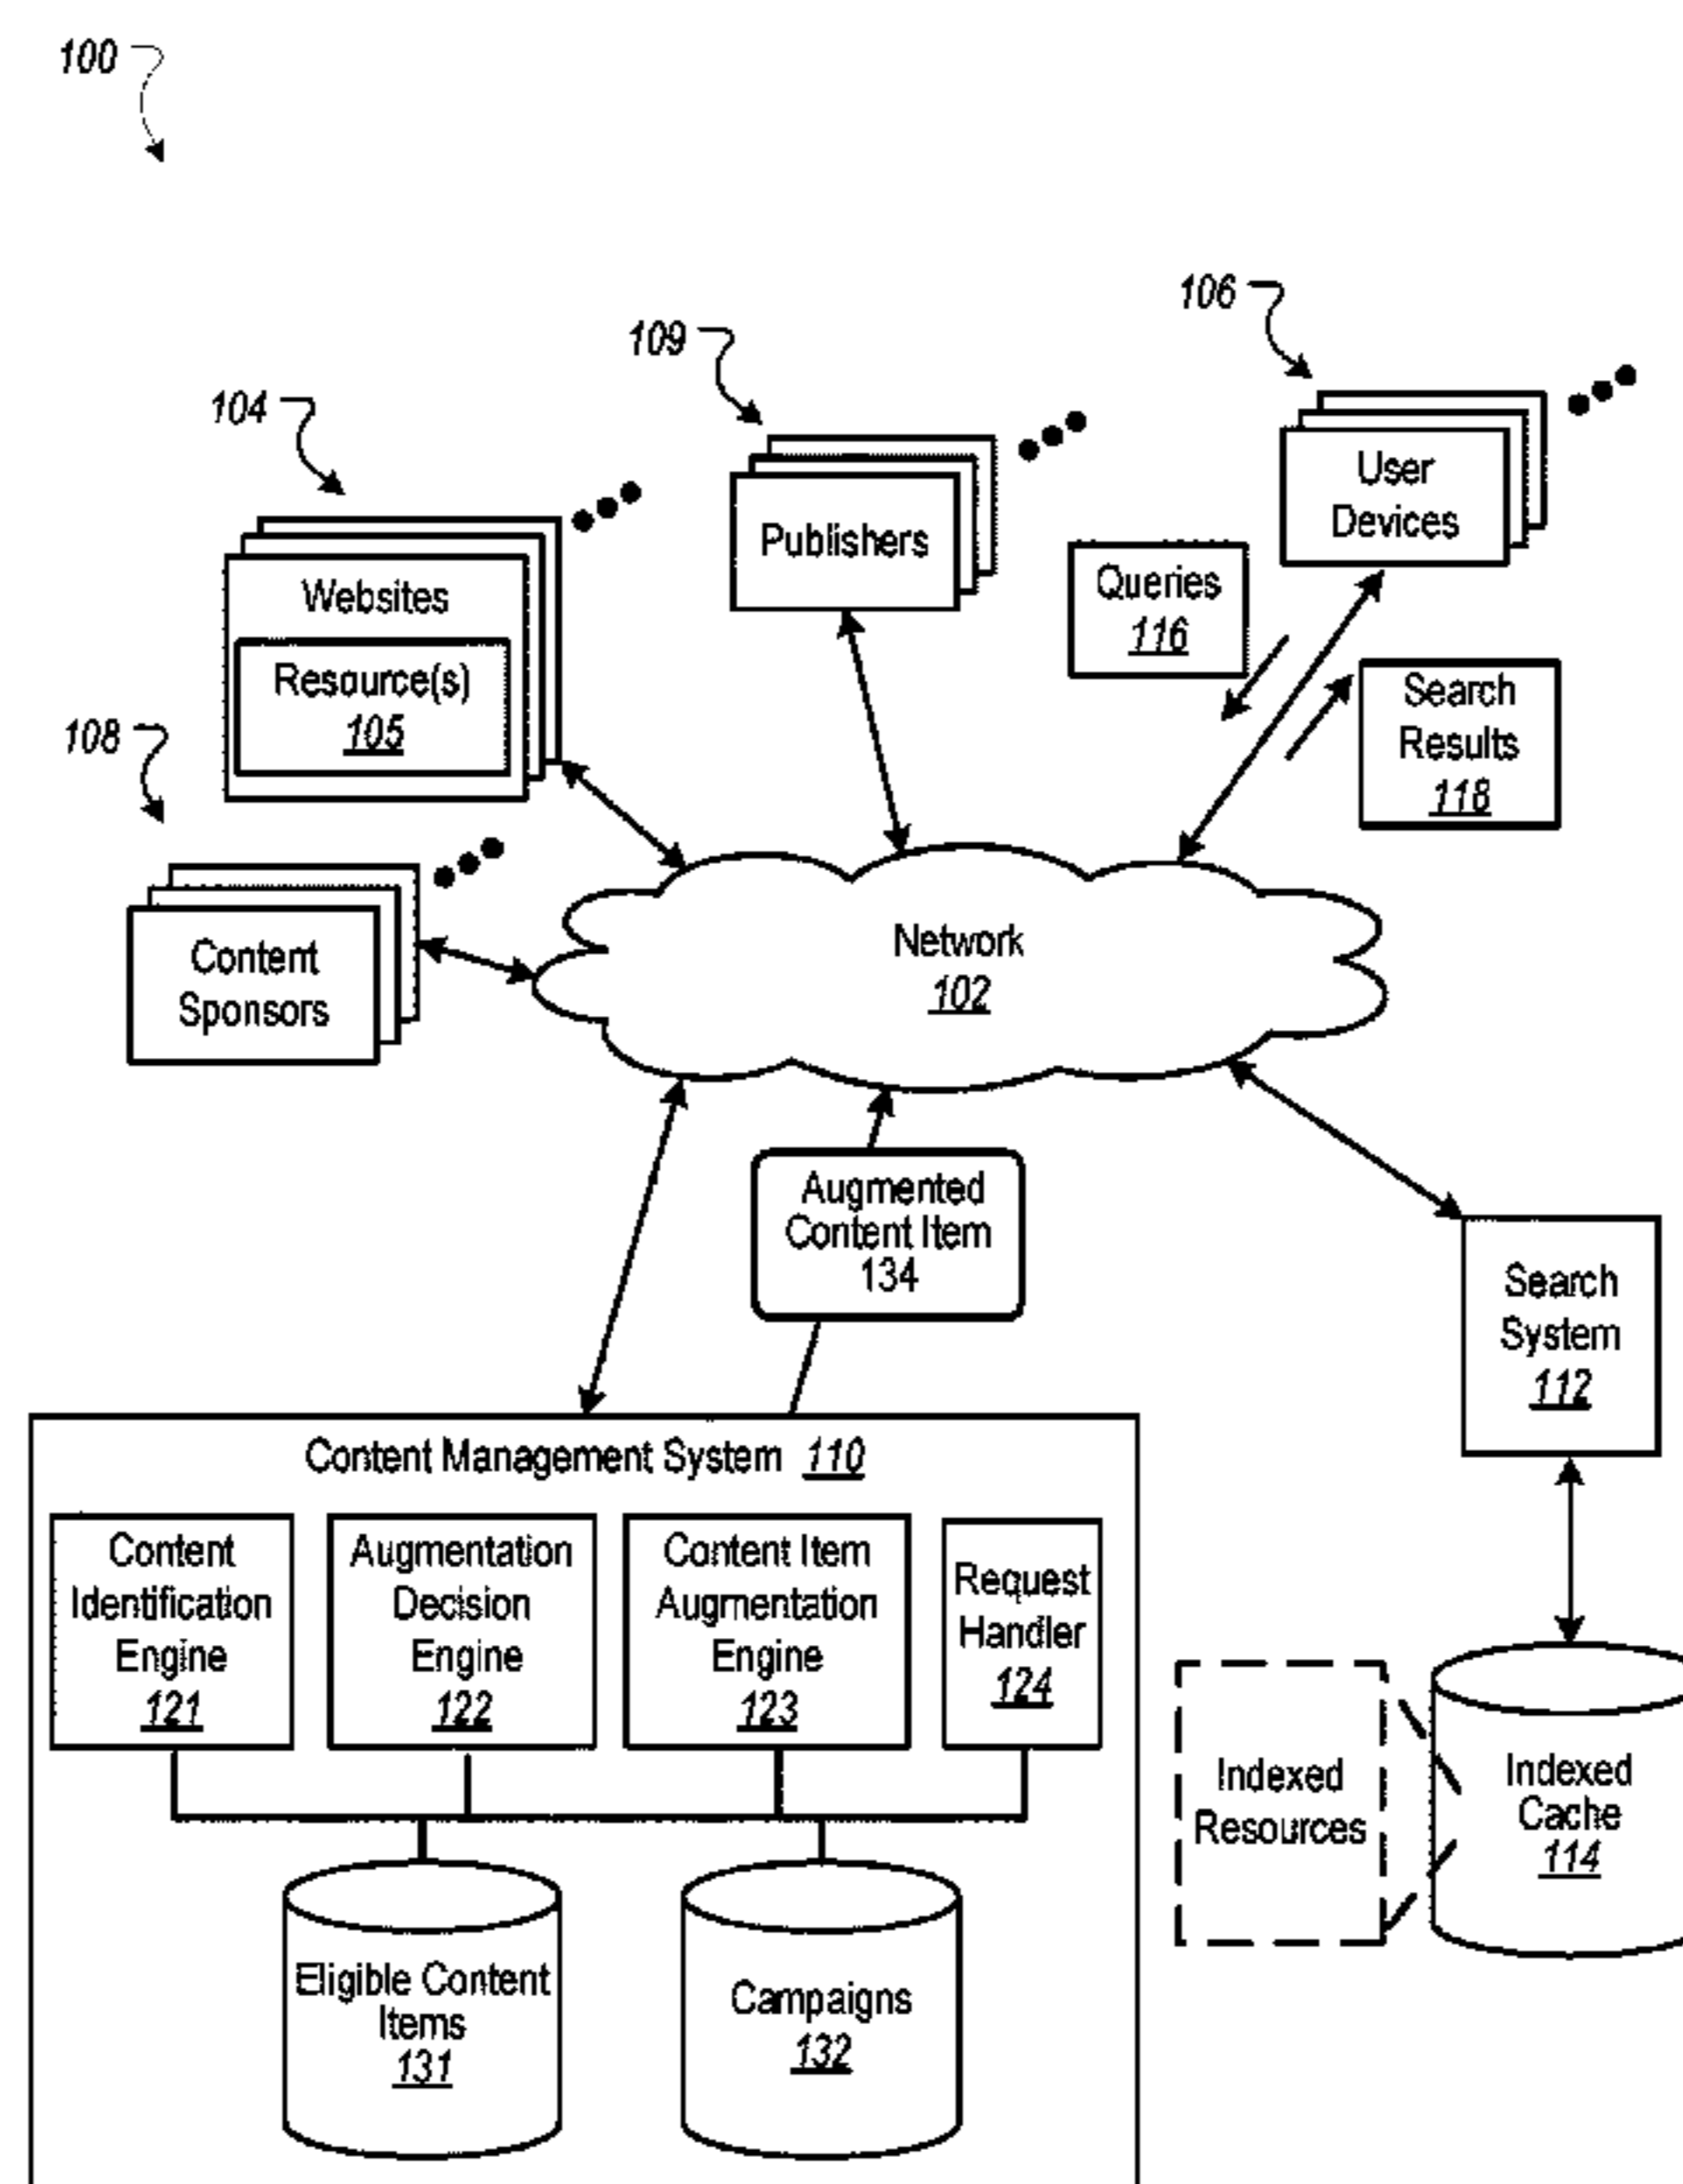 100
106
109
104
User
Devices
Publishers
Queries
116
Websites
Resource(s)
105
Search
Results
118
108
Content
Sponsors
Network
102
Augmented
Content Item
134
Search
System
112
Content Management System 110
Content
Identification
Engine
121
Augmentation
Decision
Engine
122
Content Item
Augmentation
Engine
123
Request
Handler
124
Indexed
Resources
Indexed
Cache
114
Eligible Content
Items
131
Campaigns
132